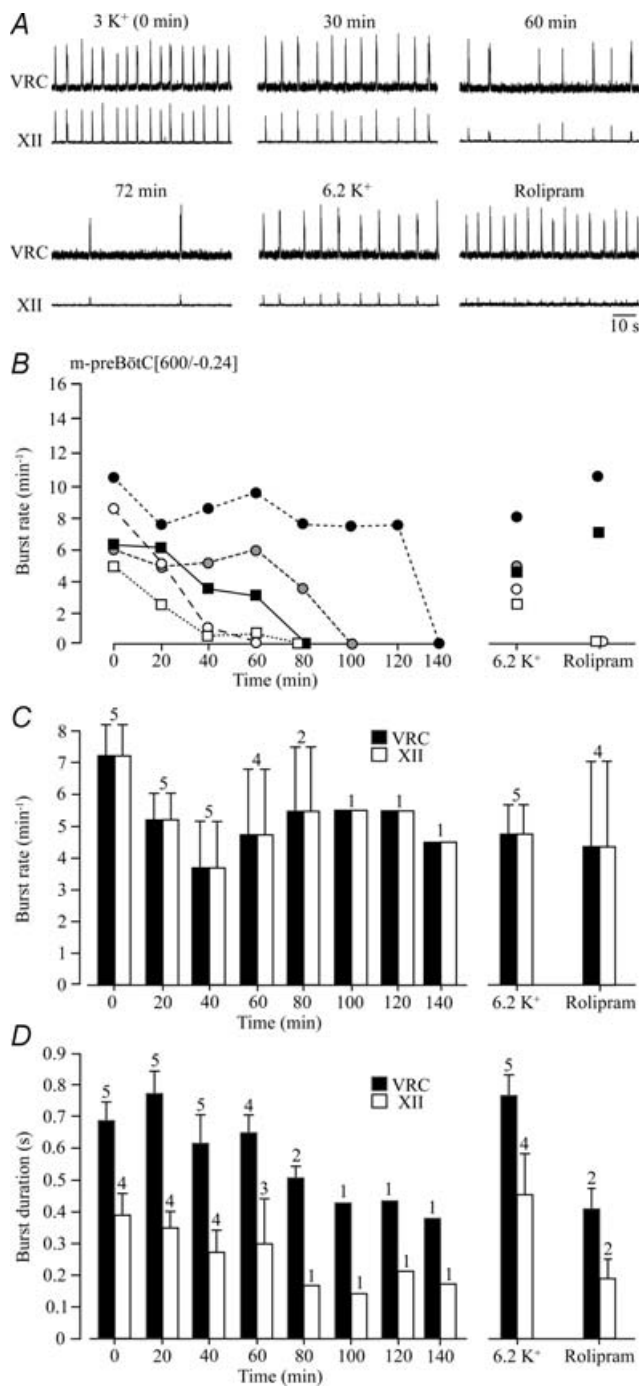 A
3 K⁺ (0 min) 30 min 60 min
VRC
XII
72 min 6.2 K⁺ Rolipram
VRC
XII
10 s
B
m-preBötC[600/-0.24]
Burst rate (min⁻¹)
16
14
12
10
8
6
4
2
0
0 20 40 60 80 100 120 140
Time (min)
6.2 K⁺ Rolipram
C
Burst rate (min⁻¹)
8
7
6
5
4
3
2
1
0
5 5 5 4 2 1 1 1 5 4
VRC
XII
0 20 40 60 80 100 120 140
Time (min)
6.2 K⁺ Rolipram
D
Burst duration (s)
0.9
0.8
0.7
0.6
0.5
0.4
0.3
0.2
0.1
0
5 4 5 4 5 4 4 3 2 1 1 1 1 1 1 1 5 4 2 2
VRC
XII
0 20 40 60 80 100 120 140
Time (min)
6.2 K⁺ Rolipram